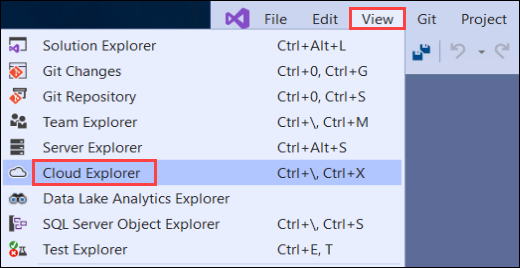 File Edit View Git Project
Solution Explorer Ctrl+Alt+L
Git Changes Ctrl+0, Ctrl+G
Git Repository Ctrl+0, Ctrl+S
Team Explorer Ctrl+\, Ctrl+M
Server Explorer Ctrl+Alt+S
Cloud Explorer Ctrl+\, Ctrl+X
Data Lake Analytics Explorer
SQL Server Object Explorer Ctrl+\, Ctrl+S
Test Explorer Ctrl+E, T